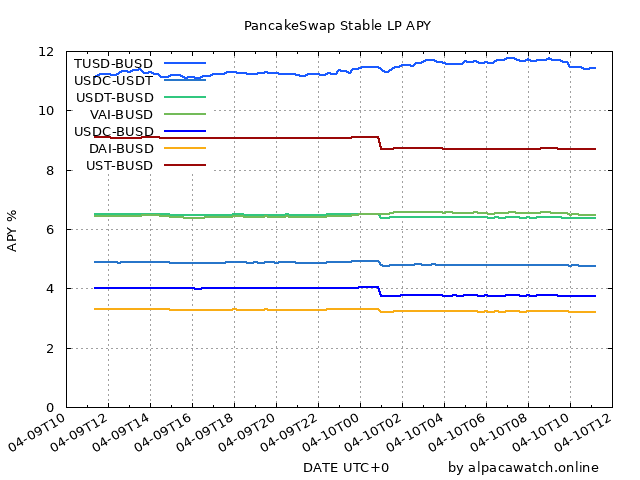 PancakeSwap Stable LP APY
12
10
8
6
4
2
0
APY %
TUSD-BUSD
USDC-USDT
USDT-BUSD
VAI-BUSD
USDC-BUSD
DAI-BUSD
UST-BUSD
04-09T10
04-09T12
04-09T14
04-09T16
04-09T18
04-09T20
04-09T22
04-10T00
04-10T02
04-10T04
04-10T06
04-10T08
04-10T10
04-10T12
DATE UTC+0
by alpacawatch.online